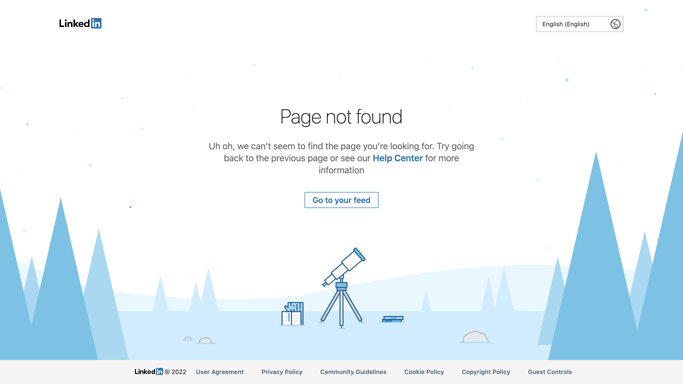 LinkedIn
English (English)
Page not found
Uh oh, we can't seem to find the page you're looking for. Try going
back to the previous page or see our Help Center for more
information
Go to your feed
LinkedIn © 2022 User Agreement Privacy Policy Community Guidelines Cookie Policy Copyright Policy Guest Controls